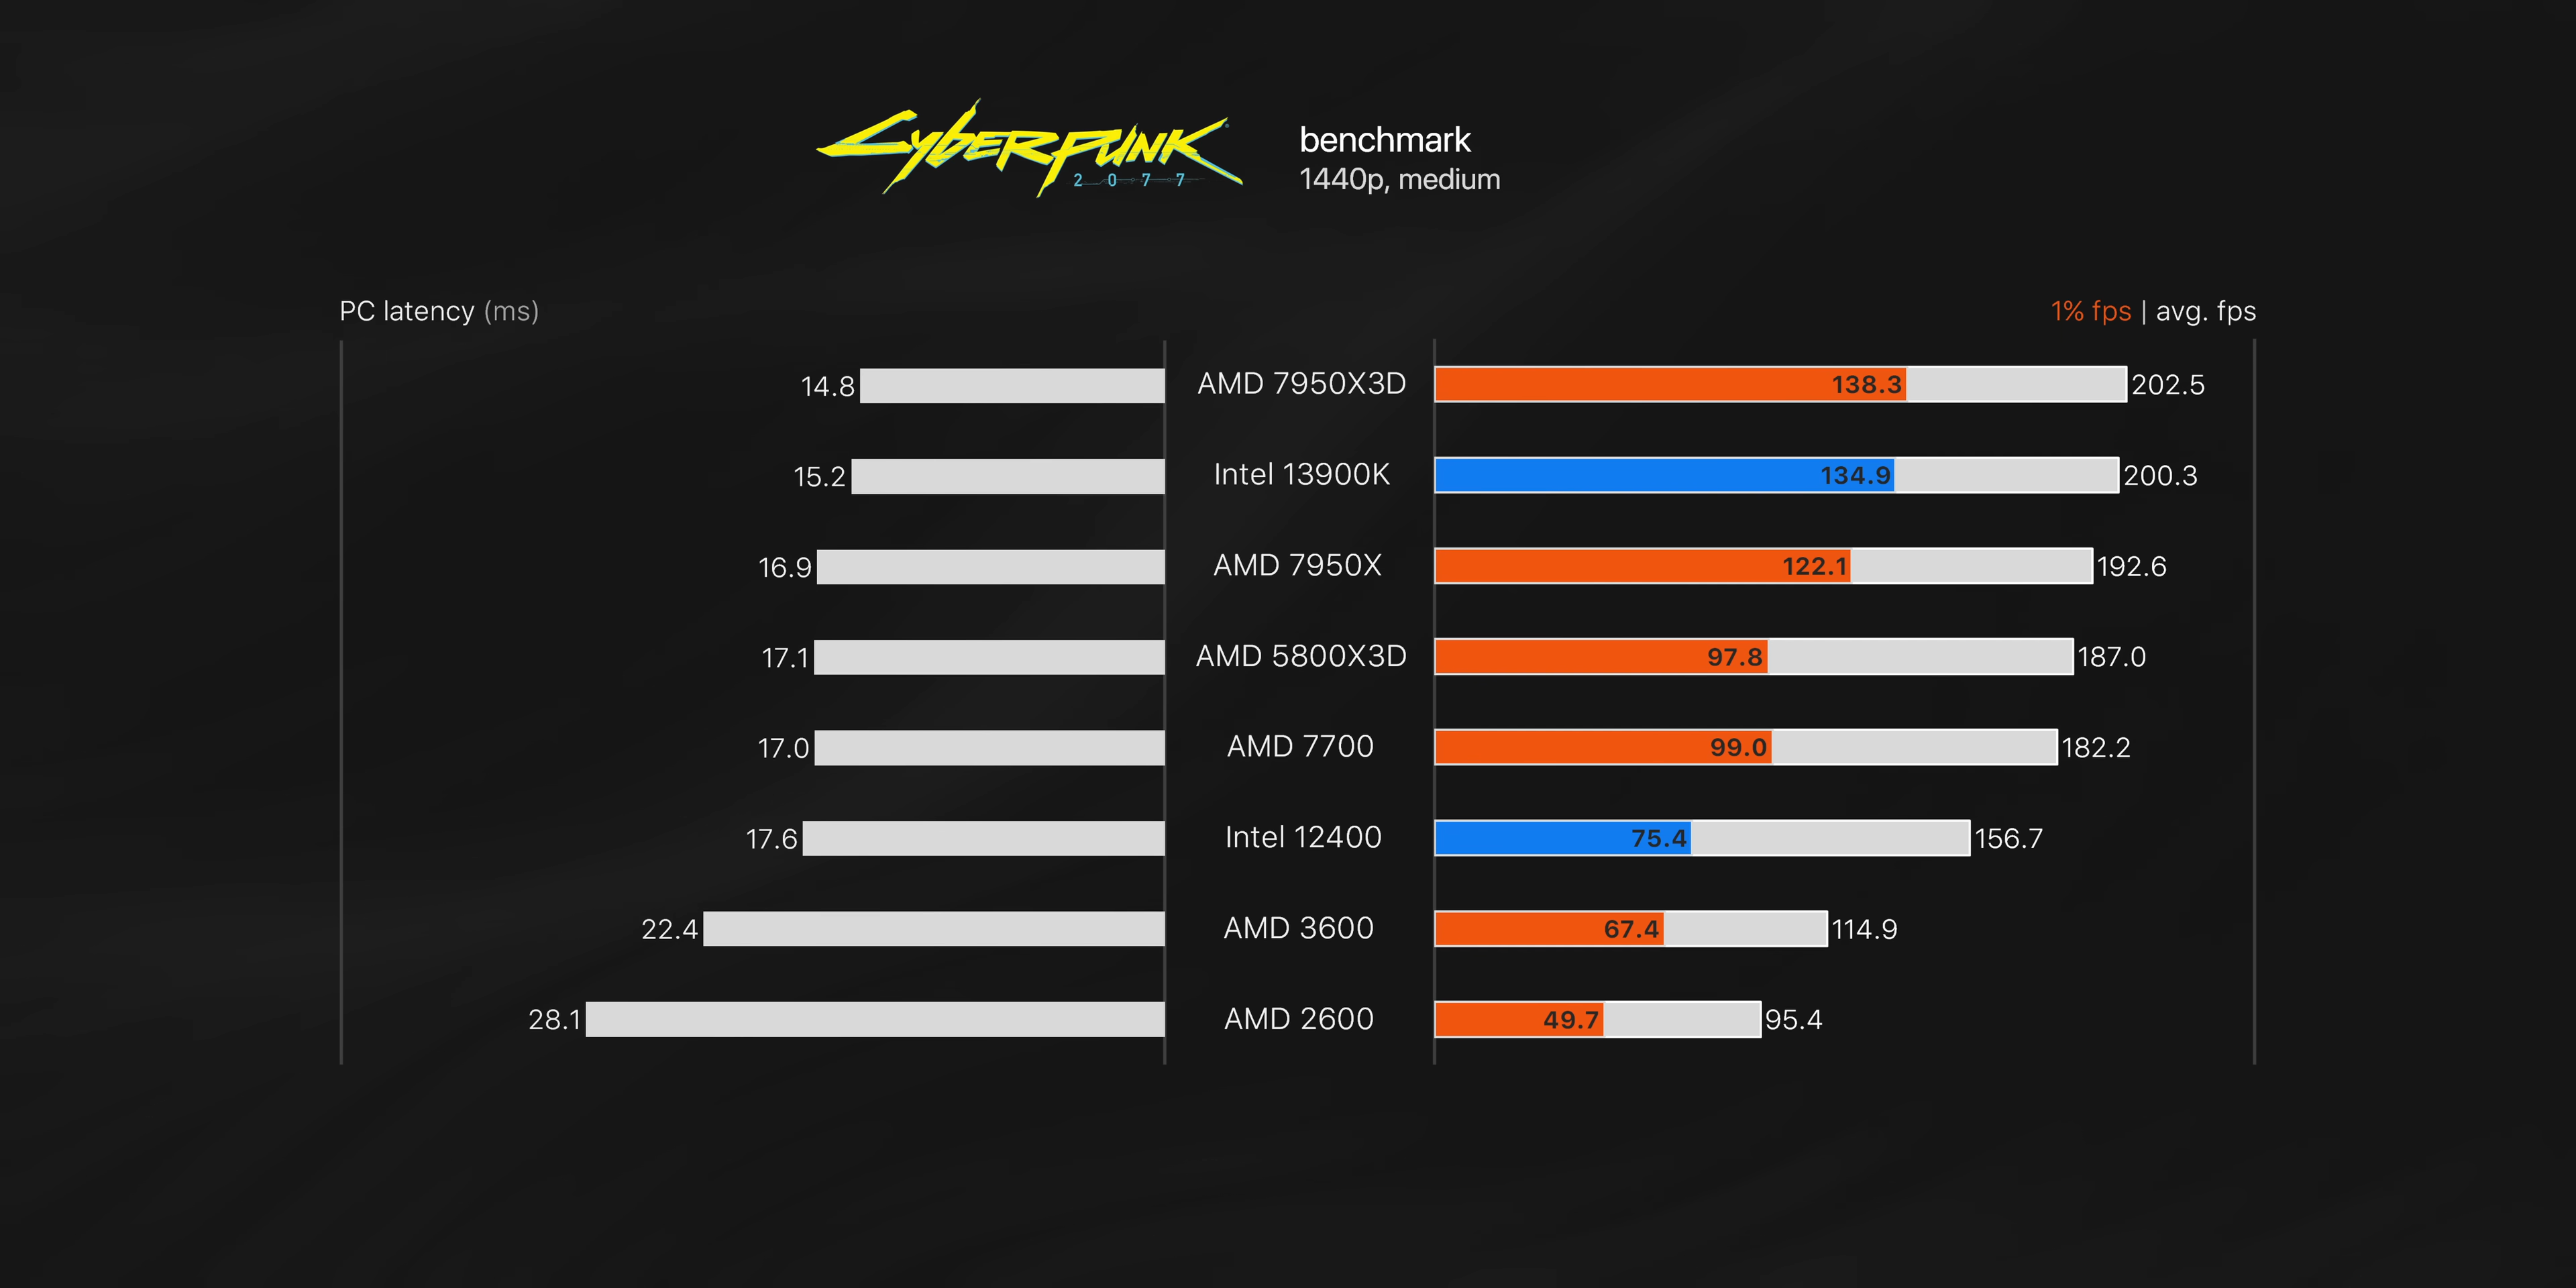 CYBERPUNK
2077
benchmark
1440p, medium
PC latency (ms)
1% fps | avg. fps
14.8 AMD 7950X3D 138.3 202.5
15.2 Intel 13900K 134.9 200.3
16.9 AMD 7950X 122.1 192.6
17.1 AMD 5800X3D 97.8 187.0
17.0 AMD 7700 99.0 182.2
17.6 Intel 12400 75.4 156.7
22.4 AMD 3600 67.4 114.9
28.1 AMD 2600 49.7 95.4